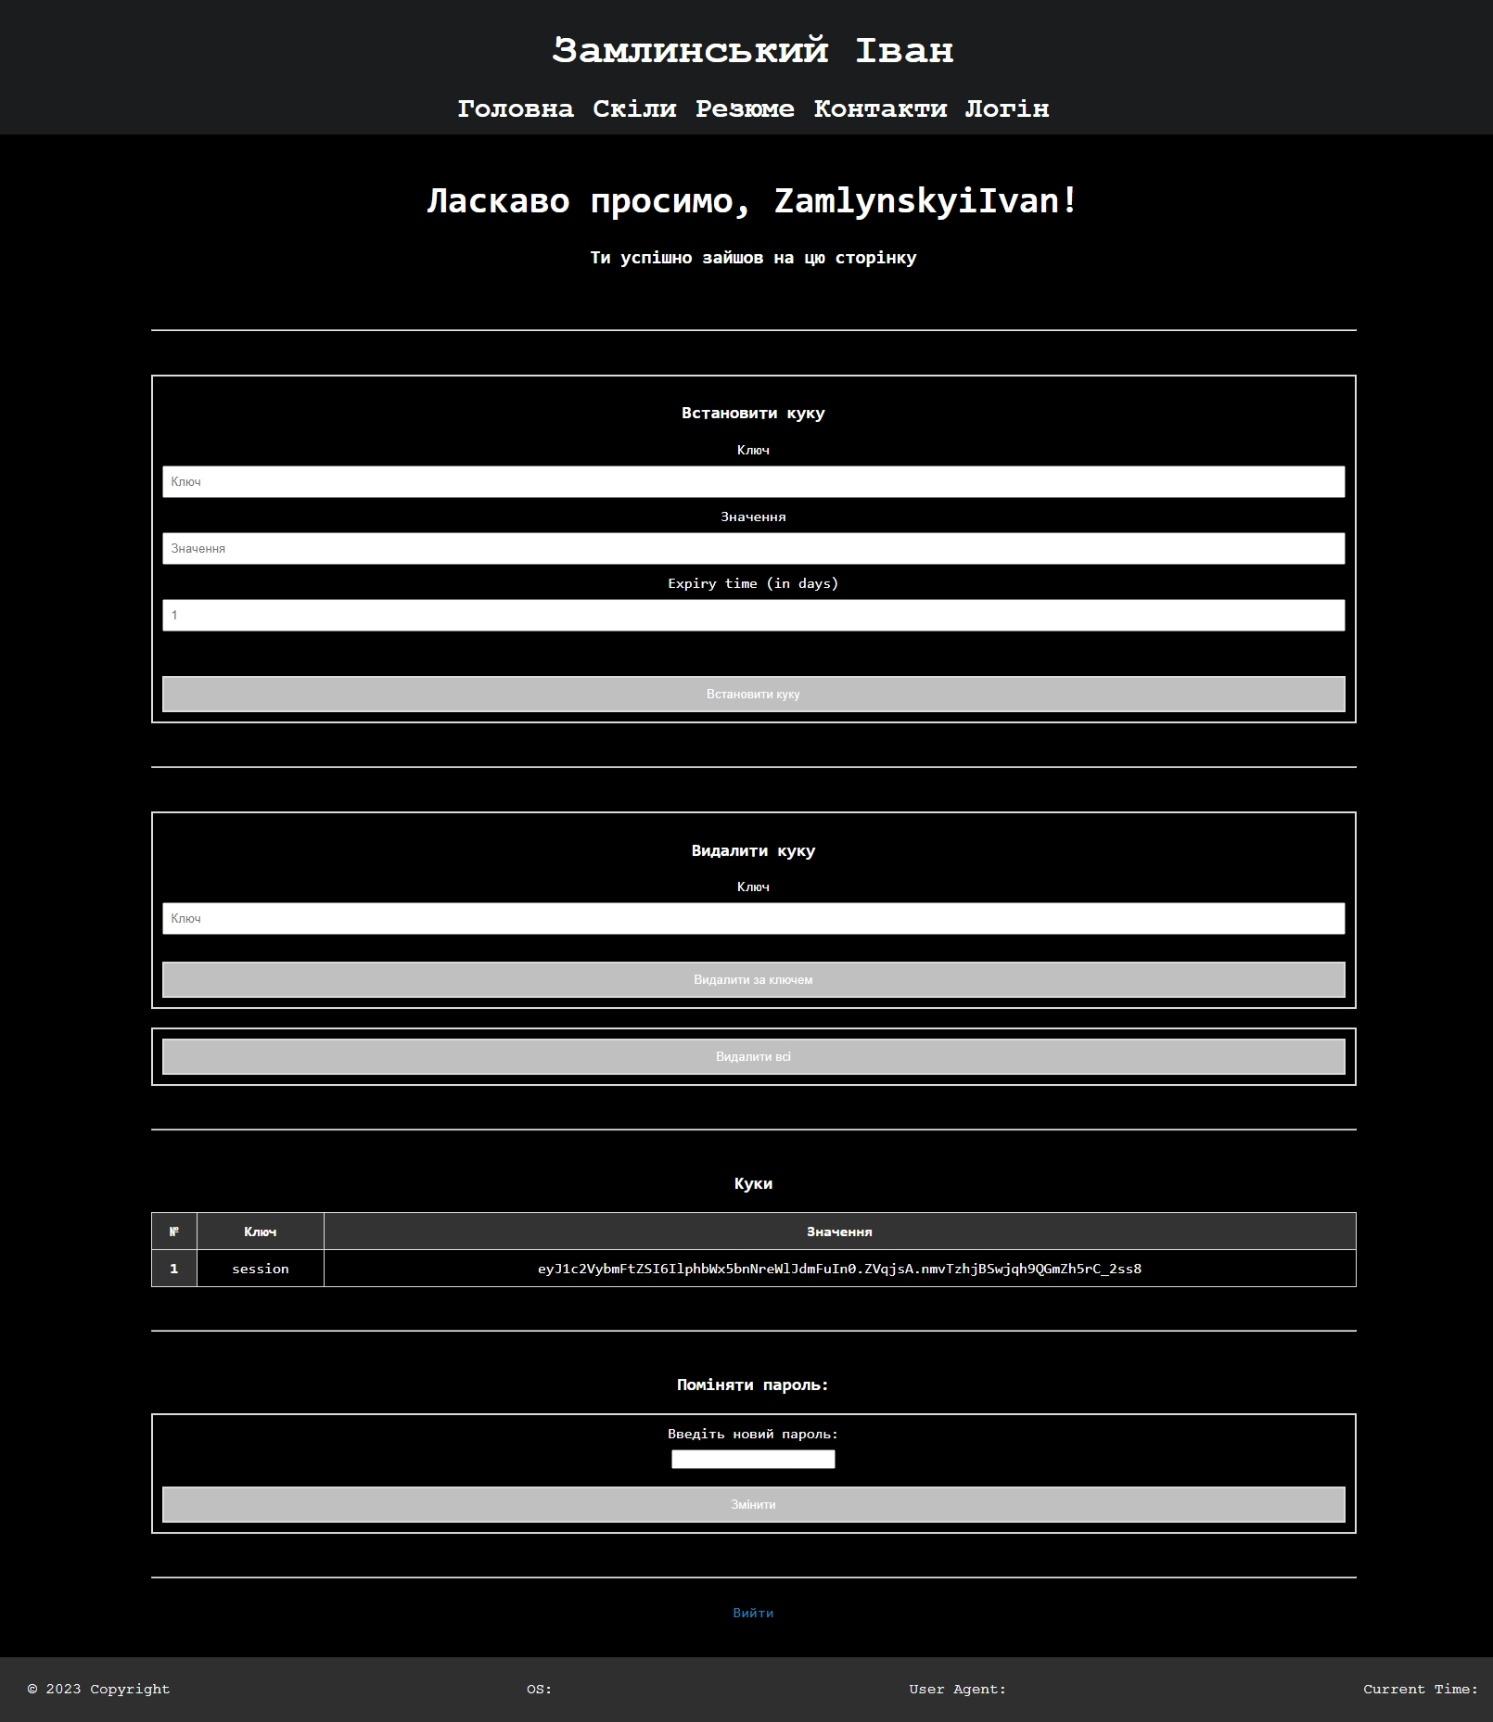 Замлинський Іван
Головна Скіли Резюме Контакти Логін
Ласкаво просимо, ZamlynskyiIvan!
Ти успішно зайшов на цю сторінку
Встановити куку
Ключ
Ключ
Значення
Значення
Expiry time (in days)
1
Встановити куку
Видалити куку
Ключ
Ключ
Видалити за ключем
Видалити всі
Куки
№ Ключ Значення
1 session eyJ1c2VybmFtZSI6IlphbWx5bnNreWlJdmFuIn0.ZVqjsA.nmvTzhjBSwjqh9QGmZh5rC_2ss8
Поміняти пароль:
Введіть новий пароль:
Змінити
Вийти
© 2023 Copyright OS: User Agent: Current Time: